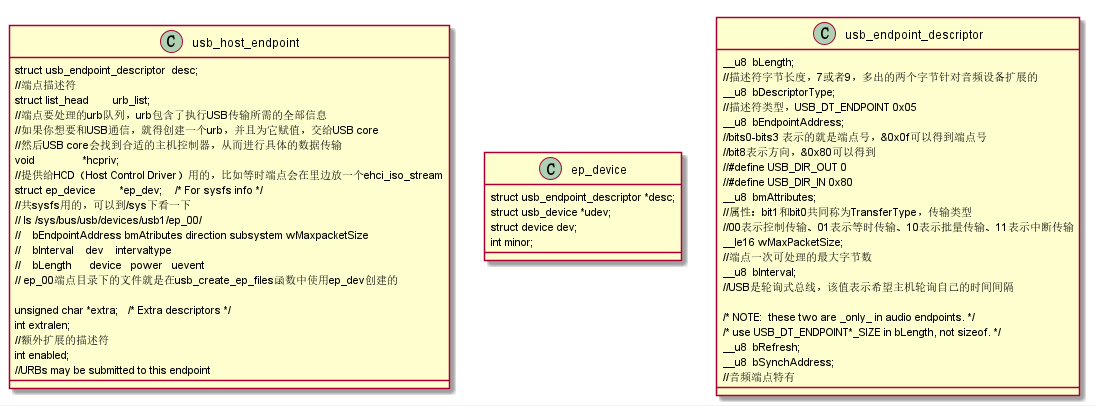 C usb_host_endpoint
struct usb_endpoint_descriptor desc;
//端点描述符
struct list_head urb_list;
//端点要处理的urb队列，urb包含了执行USB传输所需的全部信息
//如果你想要和USB通信，就得创建一个urb，并且为它赋值，交给USB core
//然后USB core会找到合适的主机控制器，从而进行具体的数据传输
void *hcpriv;
//提供给HCD（Host Control Driver）用的，比如等时端点会在里边放一个ehci_iso_stream
struct ep_device *ep_dev; /* For sysfs info */
//共sysfs用的，可以到/sys下看一下
// ls /sys/bus/usb/devices/usb1/ep_00/
// bEndpointAddress bmAtributes direction subsystem wMaxpacketSize
// bInterval dev intervaltype
// bLength device power uevent
// ep_00端点目录下的文件就是在usb_create_ep_files函数中使用ep_dev创建的
unsigned char *extra; /* Extra descriptors */
int extralen;
//额外扩展的描述符
int enabled;
//URBs may be submitted to this endpoint
C ep_device
struct usb_endpoint_descriptor *desc;
struct usb_device *udev;
struct device dev;
int minor;
C usb_endpoint_descriptor
__u8 bLength;
//描述符字节长度，7或者9，多出的两个字节针对音频设备扩展的
__u8 bDescriptorType;
//描述符类型，USB_DT_ENDPOINT 0x05
__u8 bEndpointAddress;
//bits0-bits3 表示的就是端点号，&0x0f可以得到端点号
//bit8表示方向，&0x80可以得到
//#define USB_DIR_OUT 0
//#define USB_DIR_IN 0x80
__u8 bmAttributes;
//属性：bit1和bit0共同称为TransferType，传输类型
//00表示控制传输、01表示等时传输、10表示批量传输、11表示中断传输
__le16 wMaxPacketSize;
//端点一次可处理的最大字节数
__u8 bInterval;
//USB是轮询式总线，该值表示希望主机轮询自己的时间间隔
/* NOTE: these two are _only_ in audio endpoints. */
/* use USB_DT_ENDPOINT*_SIZE in bLength, not sizeof. */
__u8 bRefresh;
__u8 bSynchAddress;
//音频端点特有